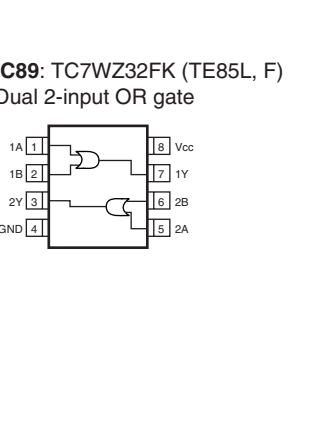 C89: TC7WZ32FK (TE85L, F)
Dual 2-input OR gate
1A 1 8 Vcc
1B 2 7 1Y
2Y 3 6 2B
GND 4 5 2A